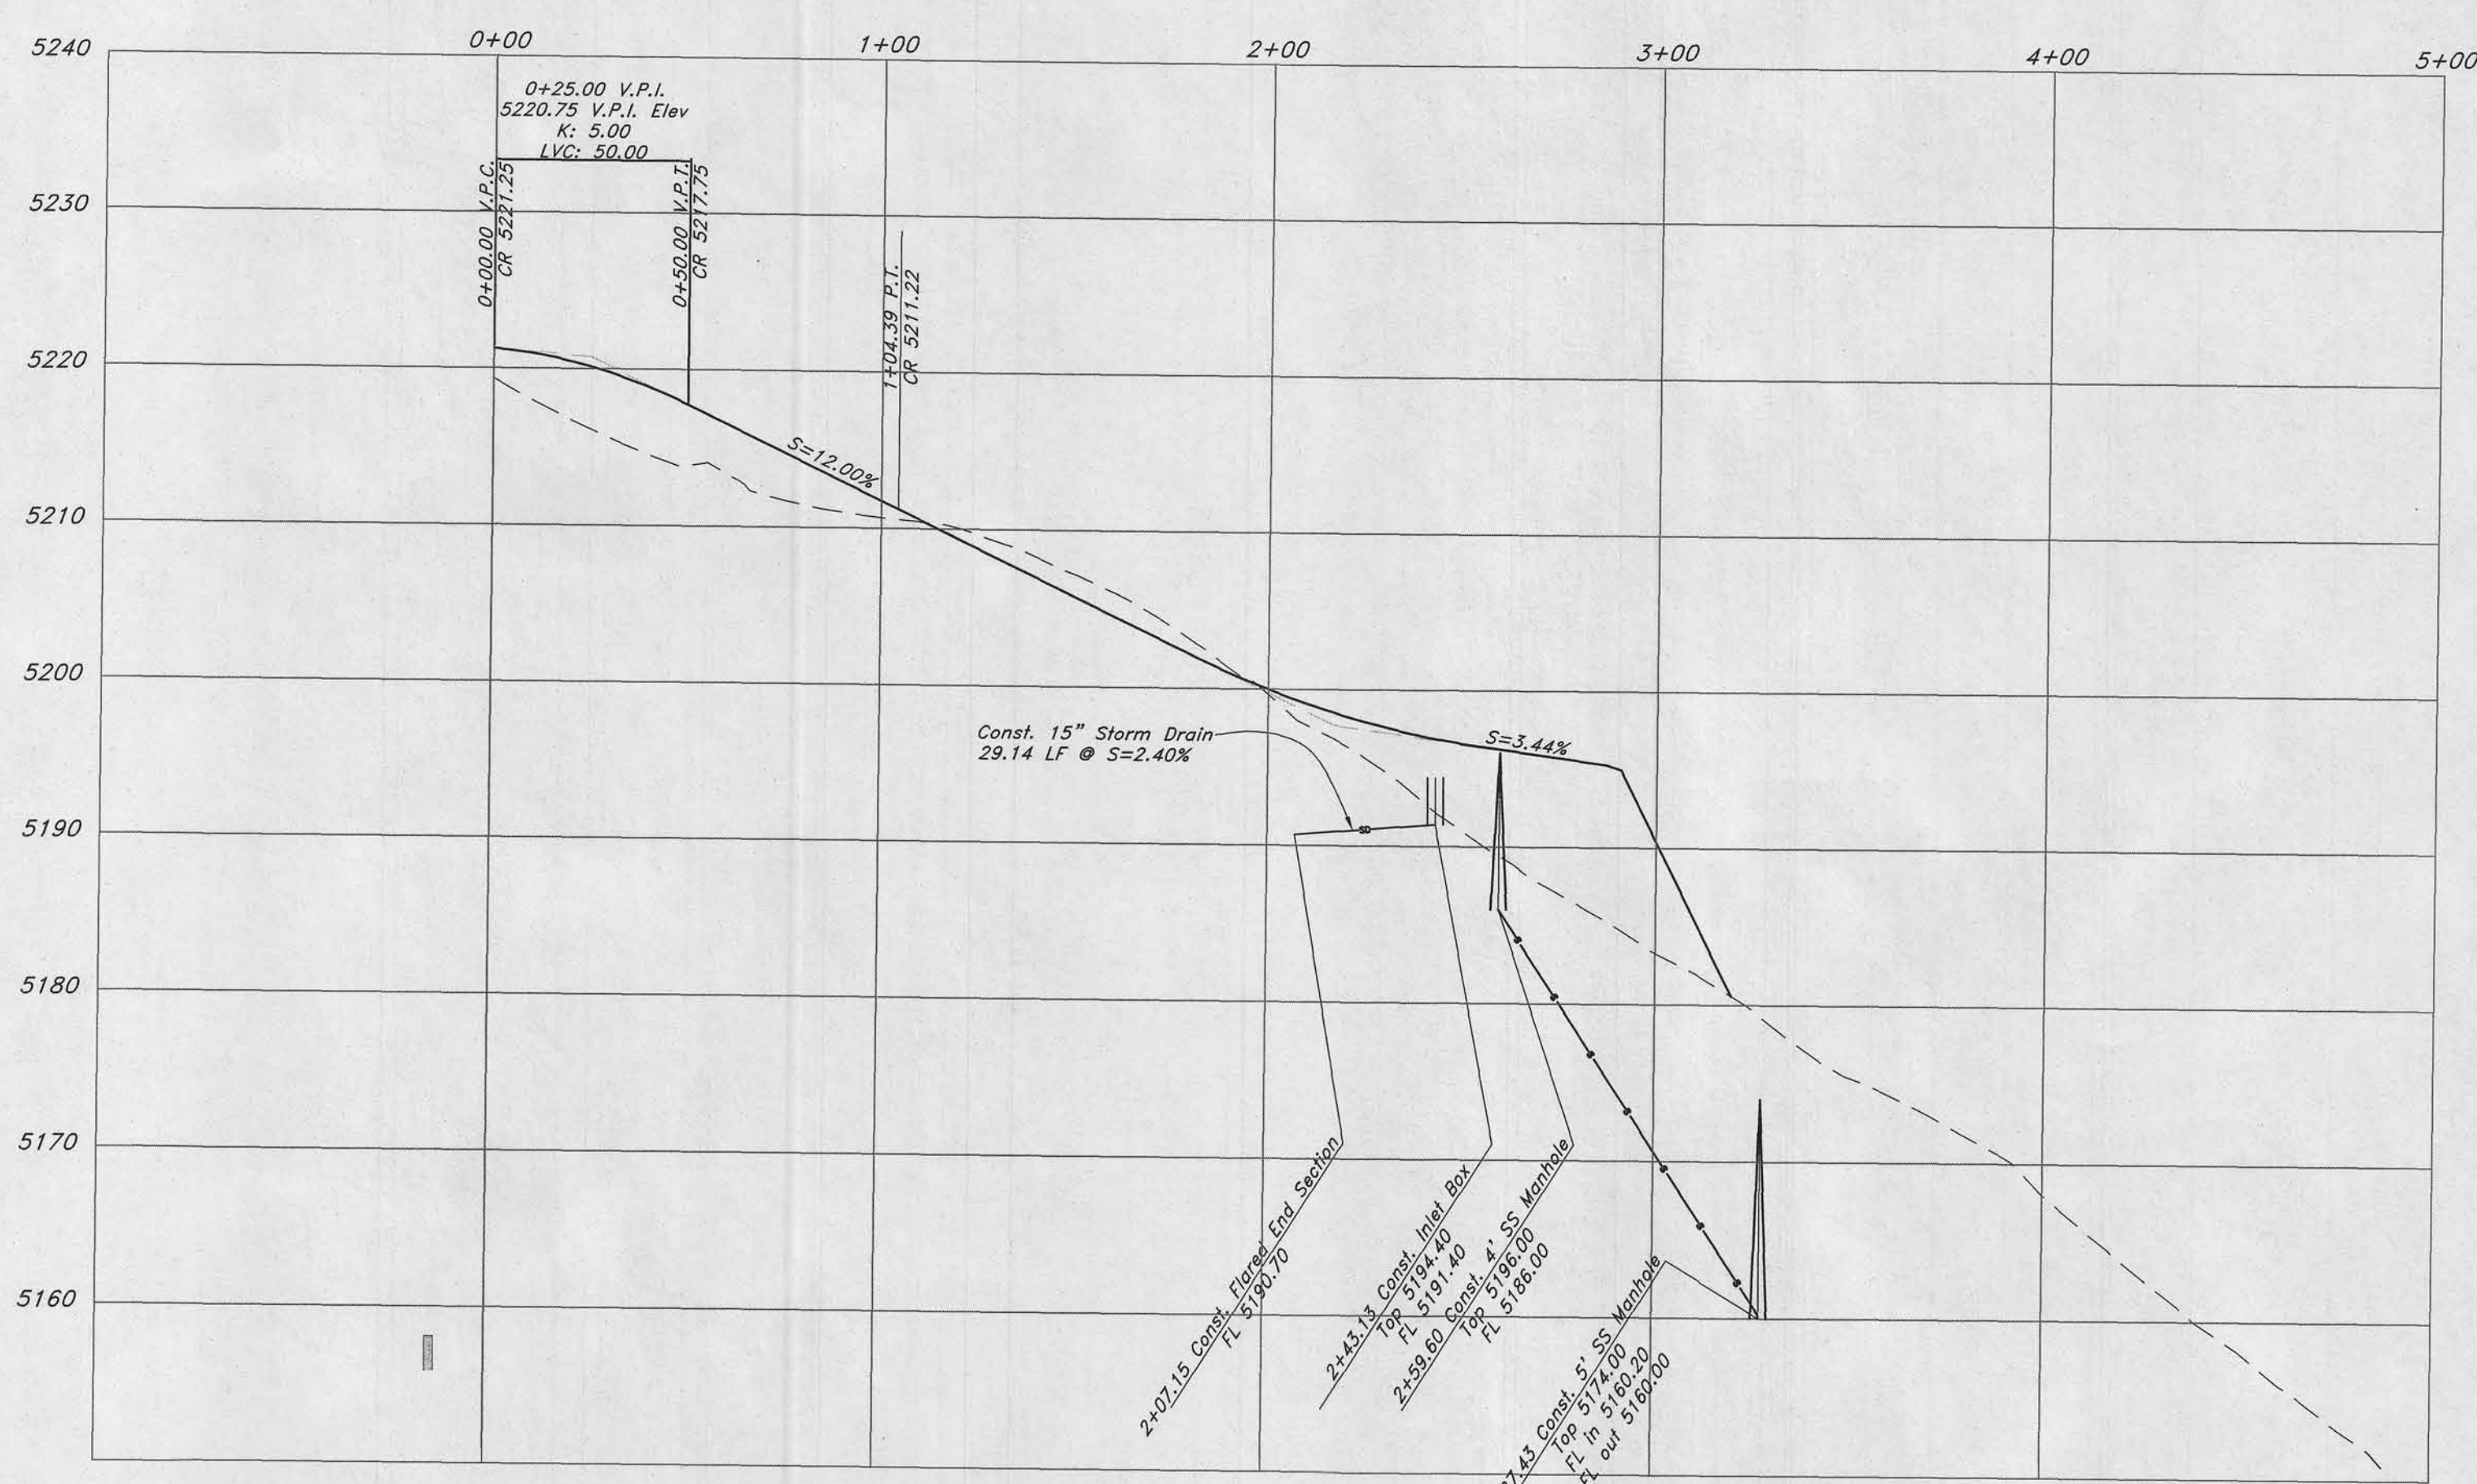 0+00
1+00
2+00
3+00
4+00
5+00
5240
5230
5220
5210
5200
5190
5180
5170
5160
0+25.00 V.P.I.
5220.75 V.P.I. Elev
K: 5.00
LVC: 50.00
0+00.00 V.P.C.
CR 5221.25
0+50.00 V.P.T.
CR 5217.75
1+04.39 P.T.
CR 5211.22
S=12.00%
S=3.44%
Const. 15" Storm Drain
29.14 LF @ S=2.40%
SD
2+07.15 Const. Flared End Section
FL 5190.70
2+43.13 Const. Inlet Box
Top 5194.40
FL 5191.40
2+59.60 Const. 4' SS Manhole
Top 5196.00
FL 5186.00
7.43 Const. 5' SS Manhole
Top 5174.00
FL in 5160.20
FL out 5160.00